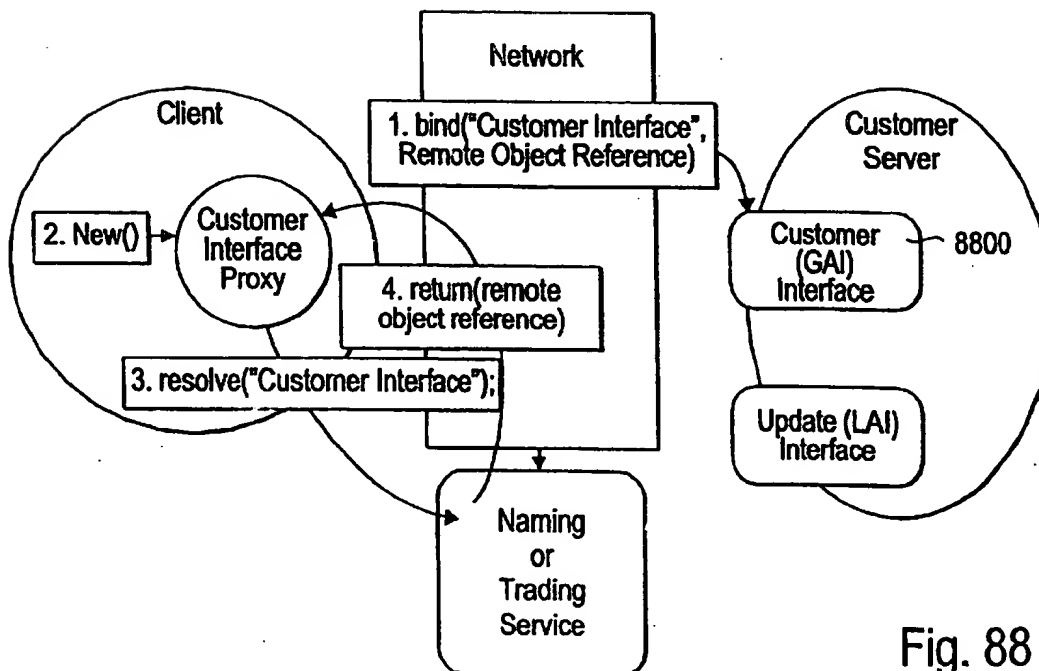 Network
Client
1. bind("Customer Interface",
Remote Object Reference)
Customer
Server
2. New()
Customer
Interface
Proxy
Customer
(GAI)
Interface
8800
4. return(remote
object reference)
3. resolve("Customer Interface");
Update (LAI)
Interface
Naming
or
Trading
Service
Fig. 88